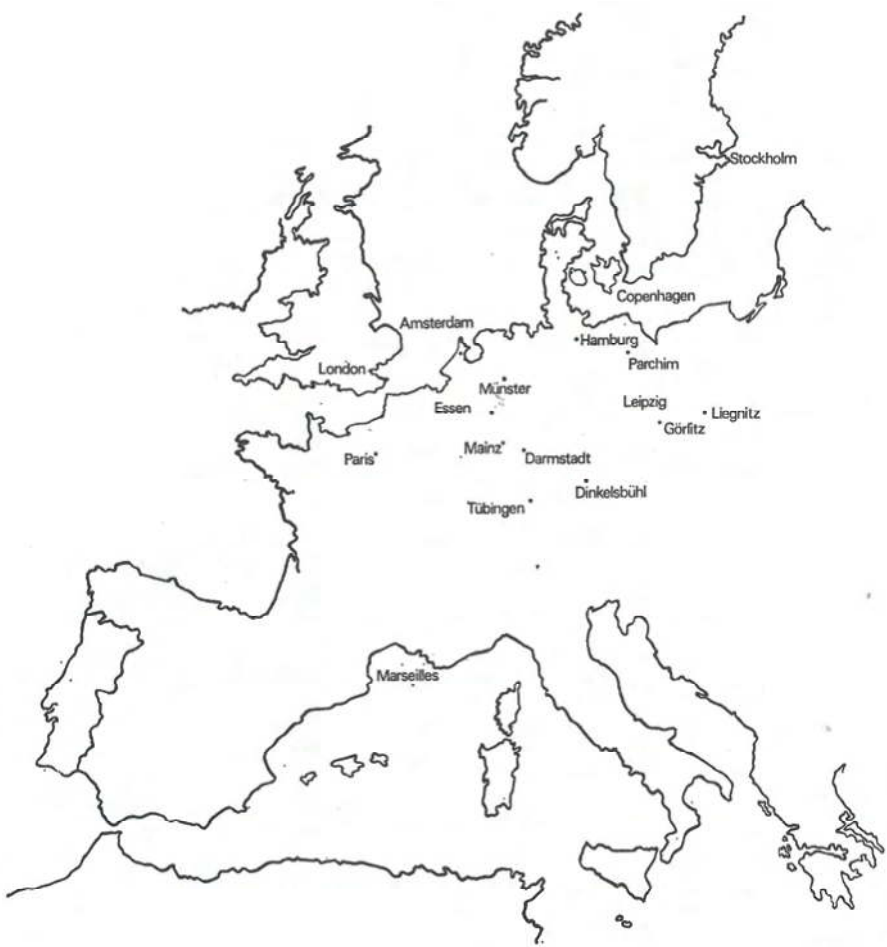 Stockholm
Copenhagen
Amsterdam
Hamburg
Parchim
London
Münster
Leipzig
Essen
Liegnitz
Görlitz
Mainz
Darmstadt
Paris
Dinkelsbühl
Tübingen
Marseilles